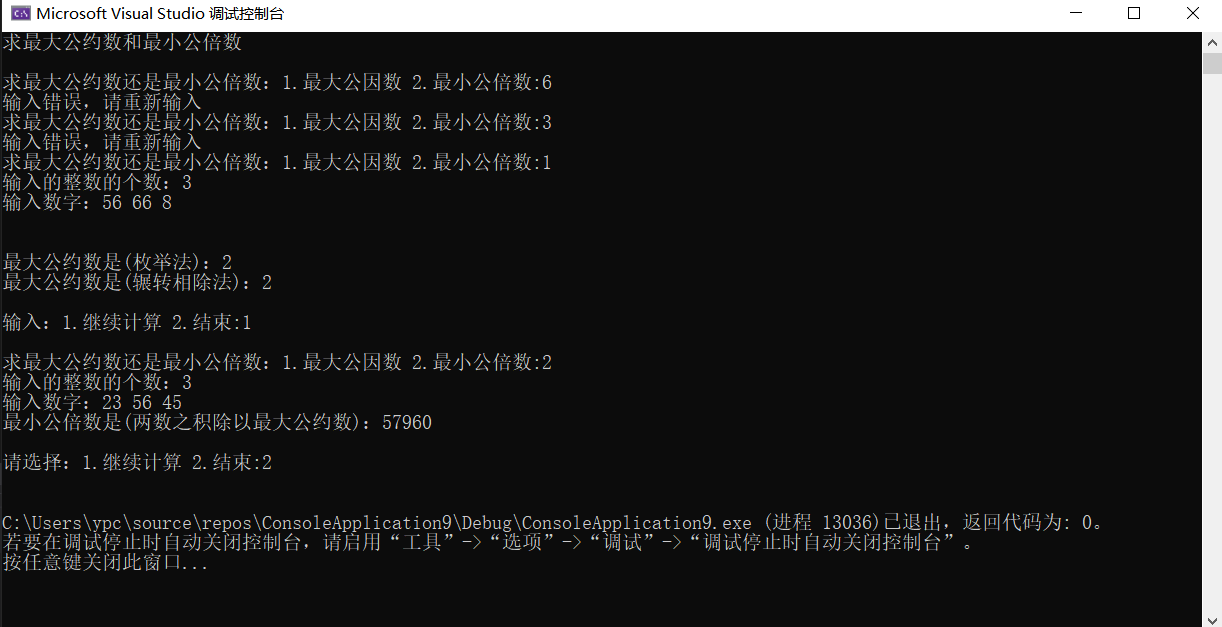 Microsoft Visual Studio 调试控制台
求最大公约数和最小公倍数
求最大公约数还是最小公倍数：1.最大公因数 2.最小公倍数:6
输入错误，请重新输入
求最大公约数还是最小公倍数：1.最大公因数 2.最小公倍数:3
输入错误，请重新输入
求最大公约数还是最小公倍数：1.最大公因数 2.最小公倍数:1
输入的整数的个数：3
输入数字：56 66 8
最大公约数是(枚举法)：2
最大公约数是(辗转相除法)：2
输入：1.继续计算 2.结束:1
求最大公约数还是最小公倍数：1.最大公因数 2.最小公倍数:2
输入的整数的个数：3
输入数字：23 56 45
最小公倍数是(两数之积除以最大公约数)：57960
请选择：1.继续计算 2.结束:2
C:\Users\ypc\source\repos\ConsoleApplication9\Debug\ConsoleApplication9.exe (进程 13036)已退出，返回代码为: 0。
若要在调试停止时自动关闭控制台，请启用“工具”->“选项”->“调试”->“调试停止时自动关闭控制台”。
按任意键关闭此窗口...